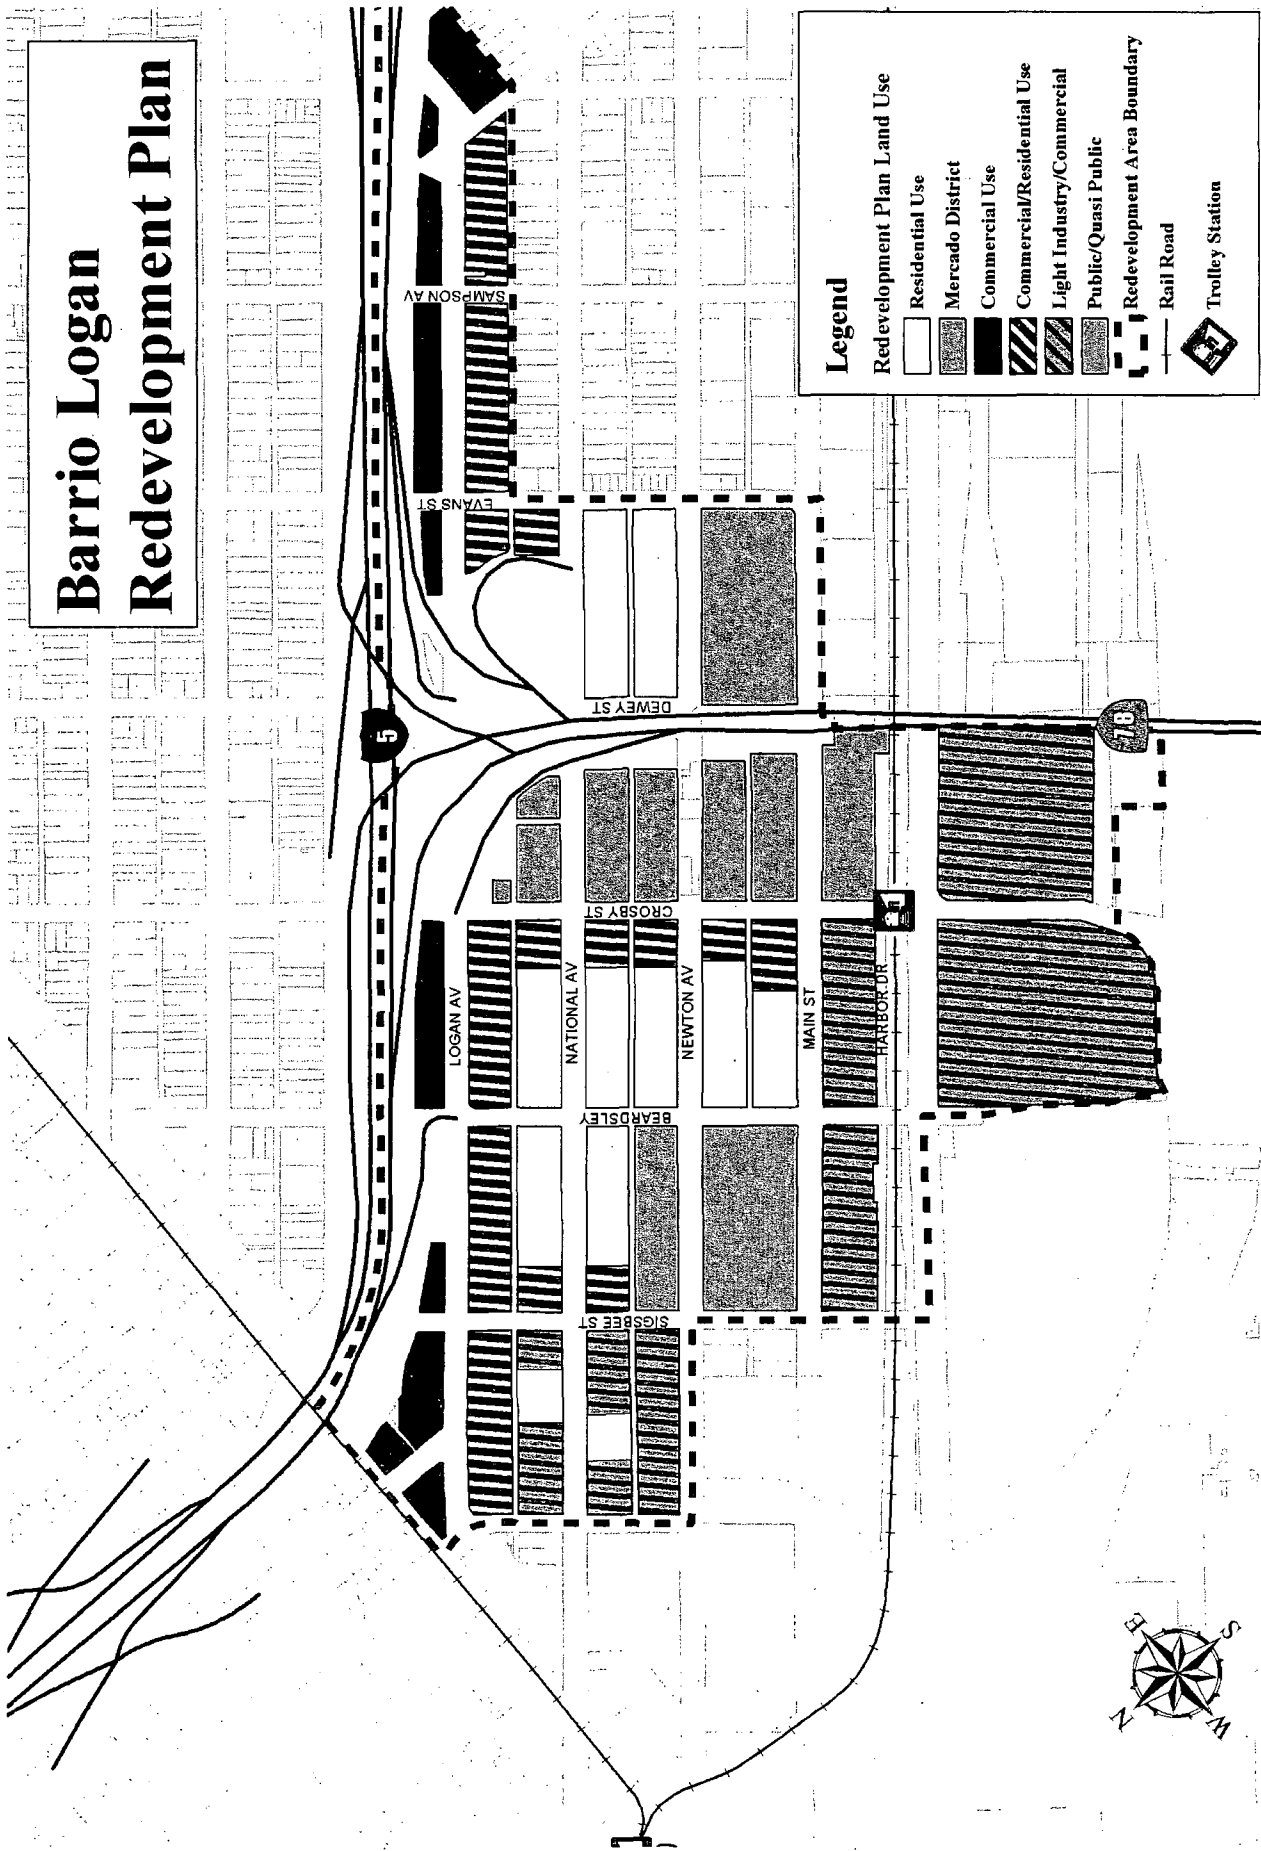 Barrio Logan
Redevelopment Plan
Legend
Redevelopment Plan Land Use
Residential Use
Mercado District
Commercial Use
Commercial/Residential Use
Light Industry/Commercial
Public/Quasi Public
Redevelopment Area Boundary
Rail Road
Trolley Station
5
SAMPSON AV
EVANS ST
DEWEY ST
CROSBY ST
BEARDSLEY
SIGSBEE ST
LOGAN AV
NATIONAL AV
NEWTON AV
MAIN ST
HARBOR DR
N
E
S
W